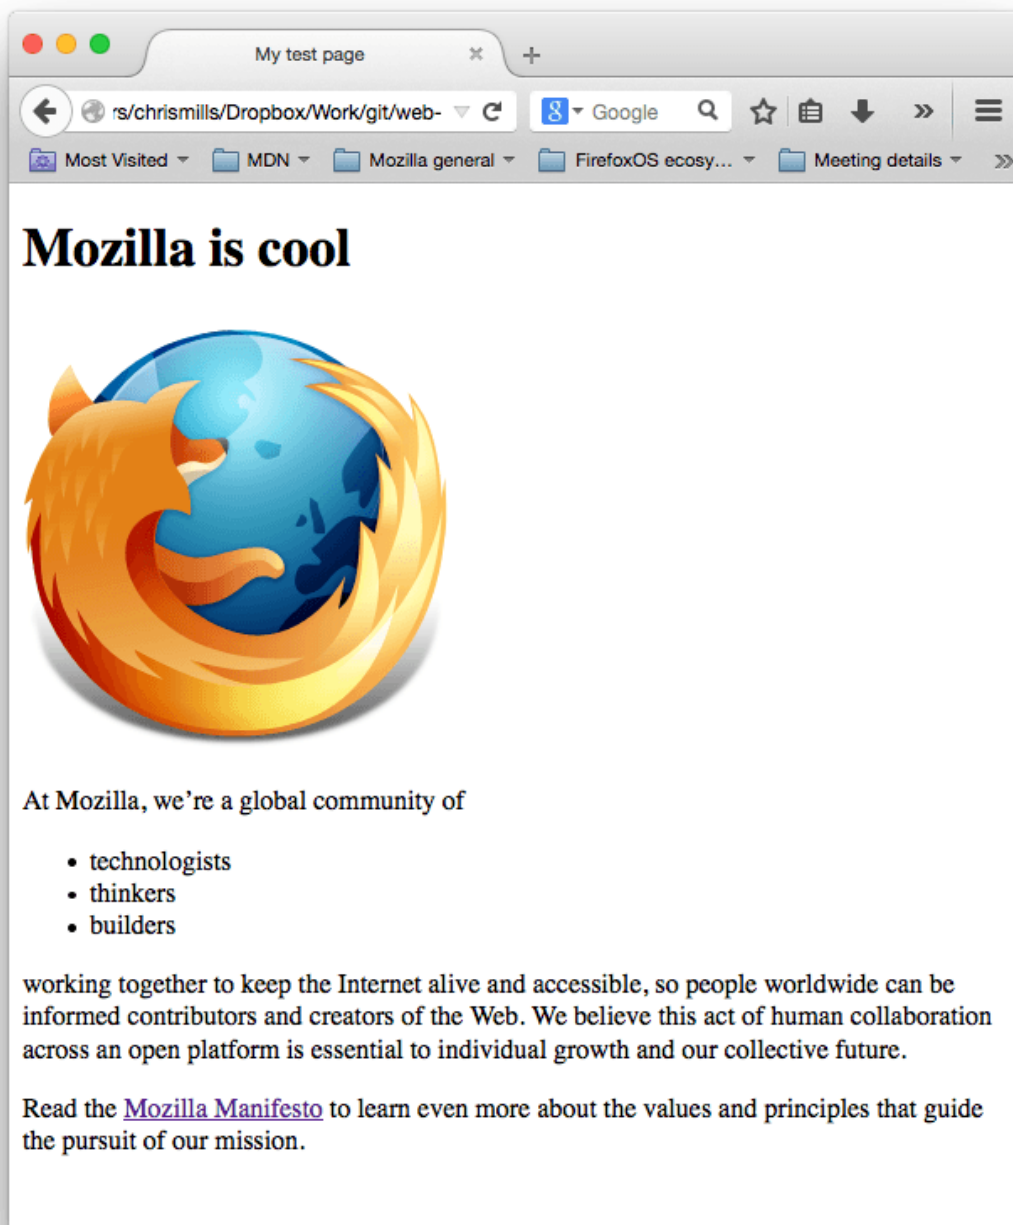 My test page
rs/chrismills/Dropbox/Work/git/web-
8 Google
Most Visited MDN Mozilla general FirefoxOS ecosy... Meeting details
Mozilla is cool
At Mozilla, we’re a global community of
• technologists
• thinkers
• builders
working together to keep the Internet alive and accessible, so people worldwide can be
informed contributors and creators of the Web. We believe this act of human collaboration
across an open platform is essential to individual growth and our collective future.
Read the Mozilla Manifesto to learn even more about the values and principles that guide
the pursuit of our mission.